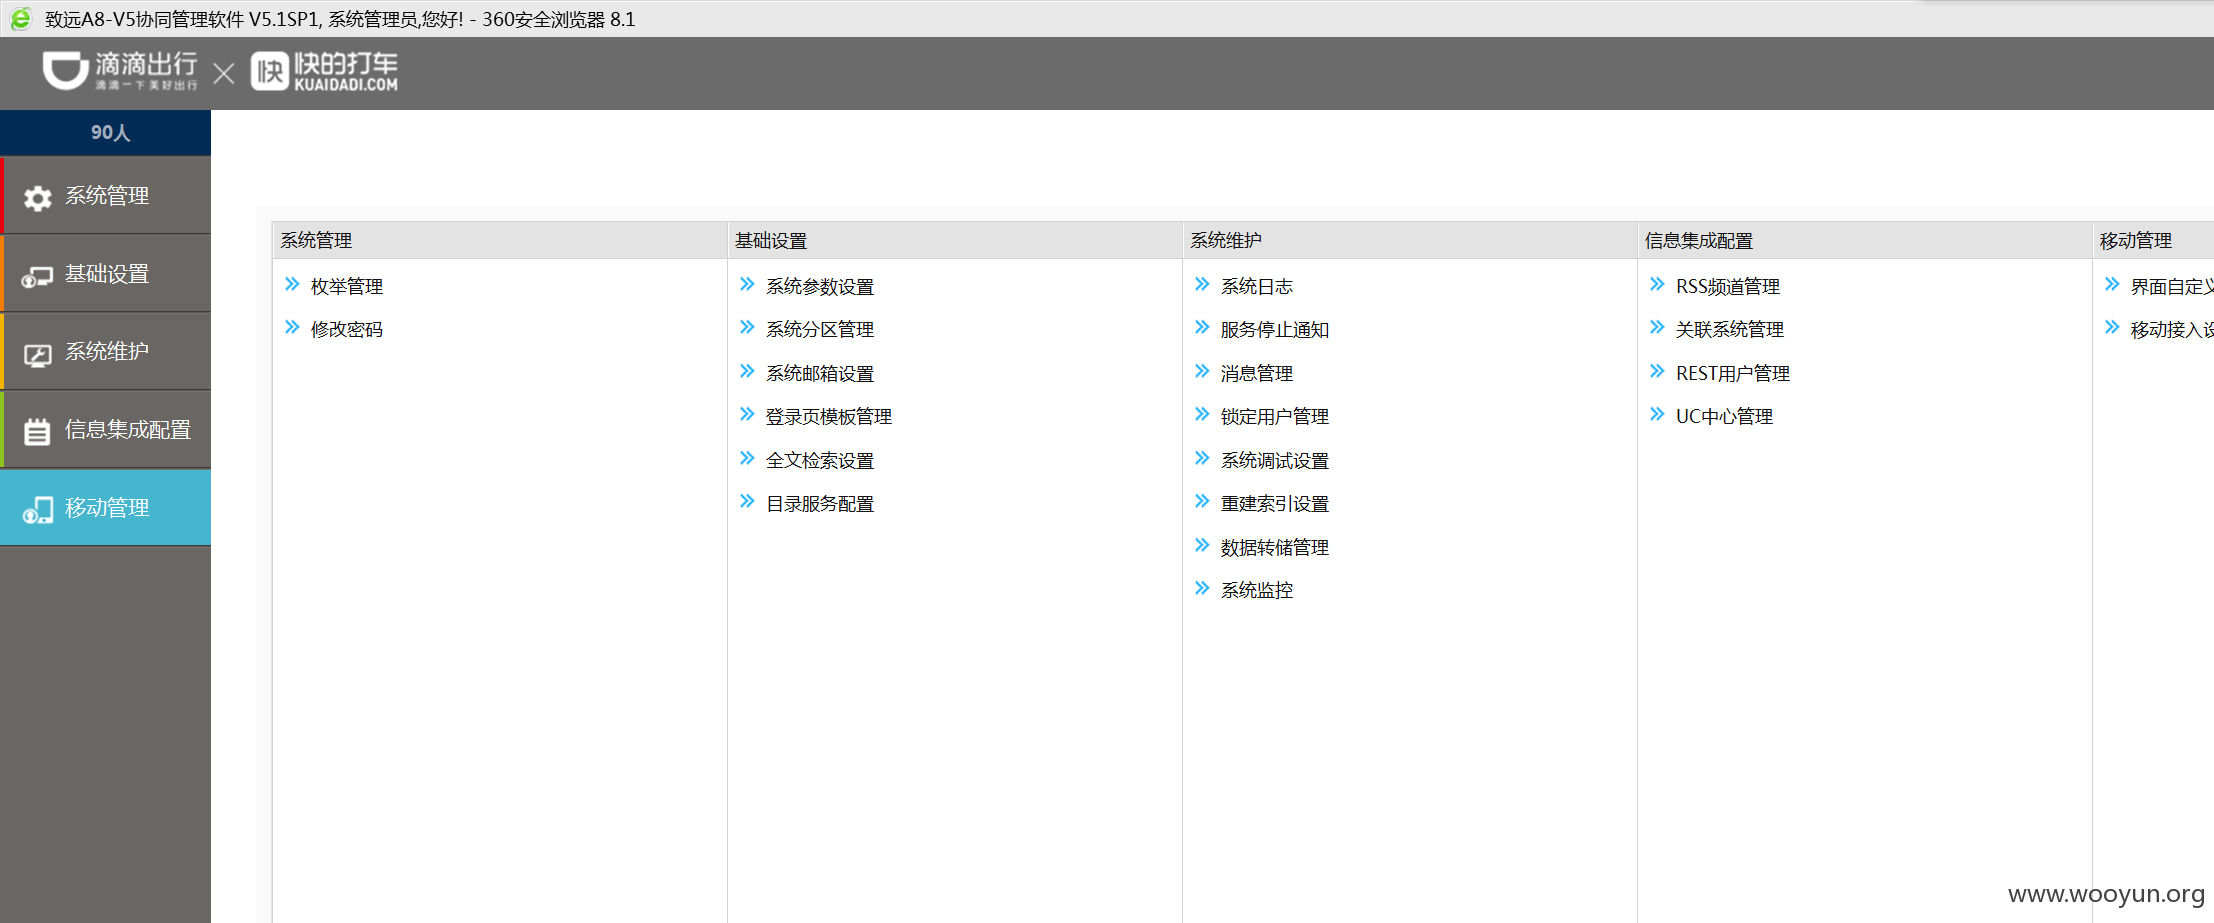 致远A8-V5协同管理软件 V5.1SP1, 系统管理员,您好! - 360安全浏览器 8.1
滴滴出行
滴滴一下 美好出行
快
快的打车
KUAIDADI.COM
90人
系统管理
基础设置
系统维护
信息集成配置
移动管理
系统管理
枚举管理
修改密码
基础设置
系统参数设置
系统分区管理
系统邮箱设置
登录页模板管理
全文检索设置
目录服务配置
系统维护
系统日志
服务停止通知
消息管理
锁定用户管理
系统调试设置
重建索引设置
数据转储管理
系统监控
信息集成配置
RSS频道管理
关联系统管理
REST用户管理
UC中心管理
移动管理
界面自定义
移动接入设
www.wooyun.org